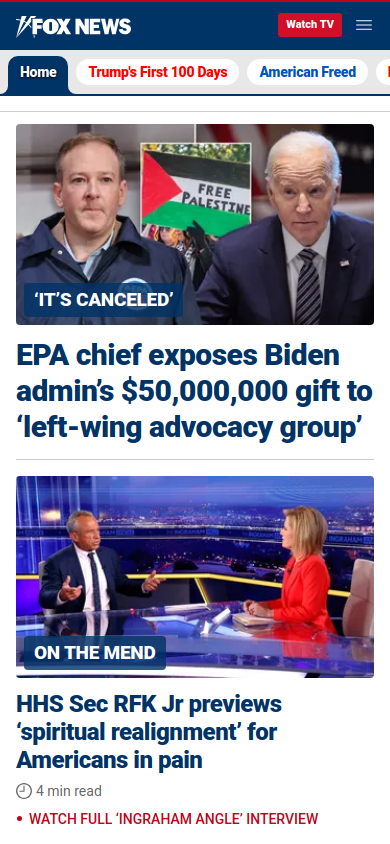 FOX NEWS
Watch TV
Home
Trump's First 100 Days
American Freed
FREE
PALESTINE
‘IT’S CANCELED’
EPA chief exposes Biden
admin’s $50,000,000 gift to
‘left-wing advocacy group’
ON THE MEND
HHS Sec RFK Jr previews
‘spiritual realignment’ for
Americans in pain
4 min read
• WATCH FULL ‘INGRAHAM ANGLE’ INTERVIEW